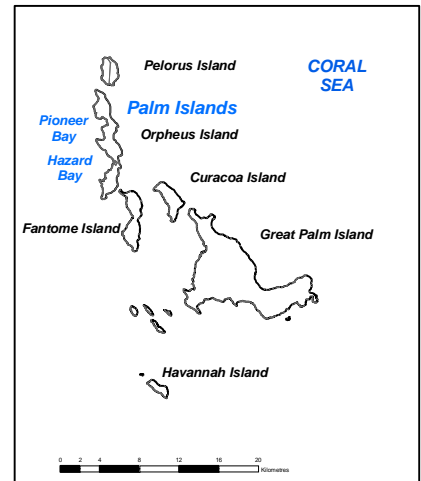 Pelorus Island
CORAL
SEA
Palm Islands
Pioneer
Bay
Orpheus Island
Hazard
Bay
Curacoa Island
Fantome Island
Great Palm Island
Havannah Island
0 2 4 8 12 16 20
Kilometres